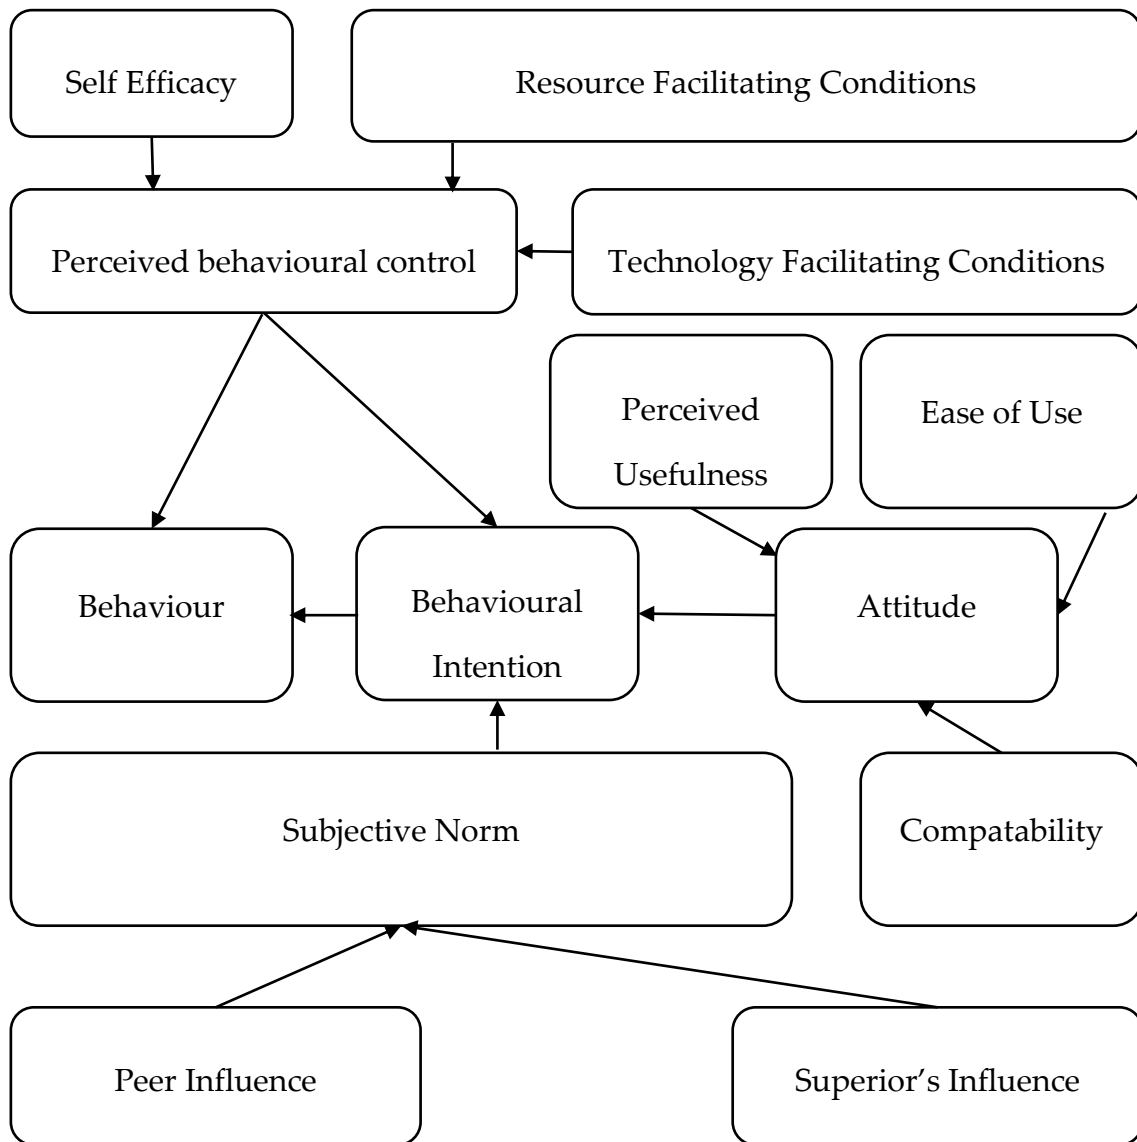 Self Efficacy
Resource Facilitating Conditions
Perceived behavioural control
Technology Facilitating Conditions
Perceived
Usefulness
Ease of Use
Behaviour
Behavioural
Intention
Attitude
Subjective Norm
Compatability
Peer Influence
Superior’s Influence